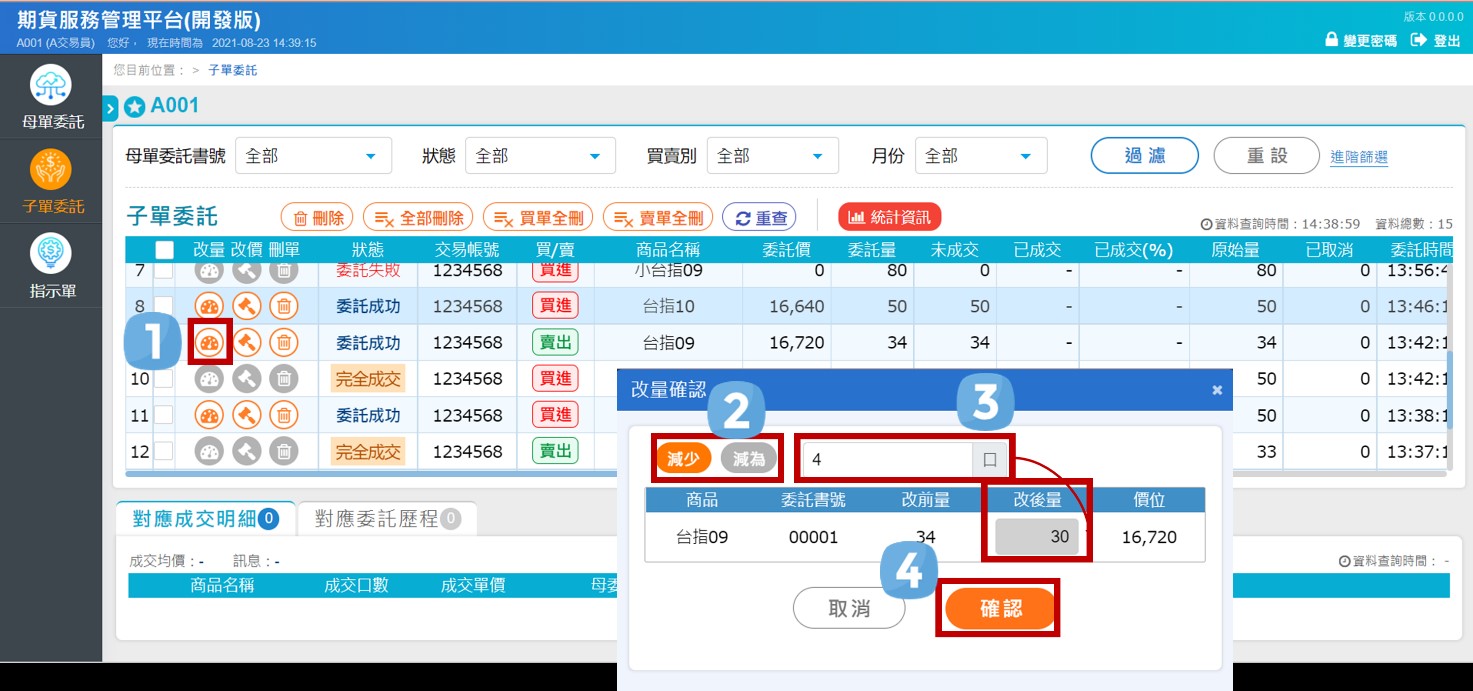 期貨服務管理平台(開發版)
版本 0.0.0.0
A001 (A交易員) 您好， 現在時間為 2021-08-23 14:39:15
變更密碼 登出
您目前位置： > 子單委託
母單委託
子單委託
指示單
A001
母單委託書號 全部 狀態 全部 買賣別 全部 月份 全部 過濾 重設 進階篩選
子單委託 刪除 全部刪除 買單全刪 賣單全刪 重查 統計資訊 資料查詢時間：14:38:59 資料總數：15
改量 改價 刪單 狀態 交易帳號 買/賣 商品名稱 委託價 委託量 未成交 已成交 已成交(%) 原始量 已取消 委託時間
7 委託失敗 1234568 買進 小台指09 0 80 0 - - 80 0 13:56:4
8 委託成功 1234568 買進 台指10 16,640 50 50 - - 50 0 13:46:1
1 委託成功 1234568 賣出 台指09 16,720 34 34 - - 34 0 13:42:1
10 完全成交 1234568 買進 50 0 13:42:1
11 委託成功 1234568 買進 50 0 13:38:1
12 完全成交 1234568 賣出 33 0 13:37:1
改量確認 ×
2
3
減少 減為 4 口
商品 委託書號 改前量 改後量 價位
台指09 00001 34 30 16,720
4
取消 確認
對應成交明細 0 對應委託歷程 0
成交均價：- 訊息：- 資料查詢時間： -
商品名稱 成交口數 成交單價 母委